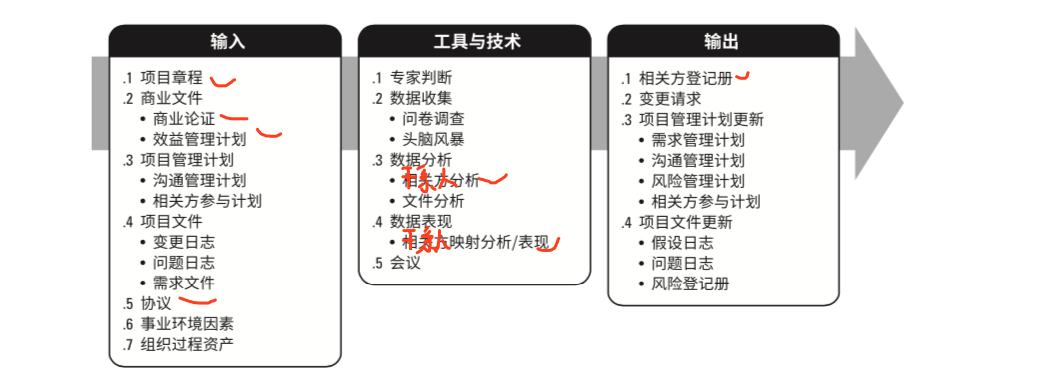 输入
.1 项目章程
.2 商业文件
• 商业论证
• 效益管理计划
.3 项目管理计划
• 沟通管理计划
• 相关方参与计划
.4 项目文件
• 变更日志
• 问题日志
• 需求文件
.5 协议
.6 事业环境因素
.7 组织过程资产
工具与技术
.1 专家判断
.2 数据收集
• 问卷调查
• 头脑风暴
.3 数据分析
• 相关方分析
• 文件分析
.4 数据表现
• 相关方映射分析/表现
.5 会议
输出
.1 相关方登记册
.2 变更请求
.3 项目管理计划更新
• 需求管理计划
• 沟通管理计划
• 风险管理计划
• 相关方参与计划
.4 项目文件更新
• 假设日志
• 问题日志
• 风险登记册